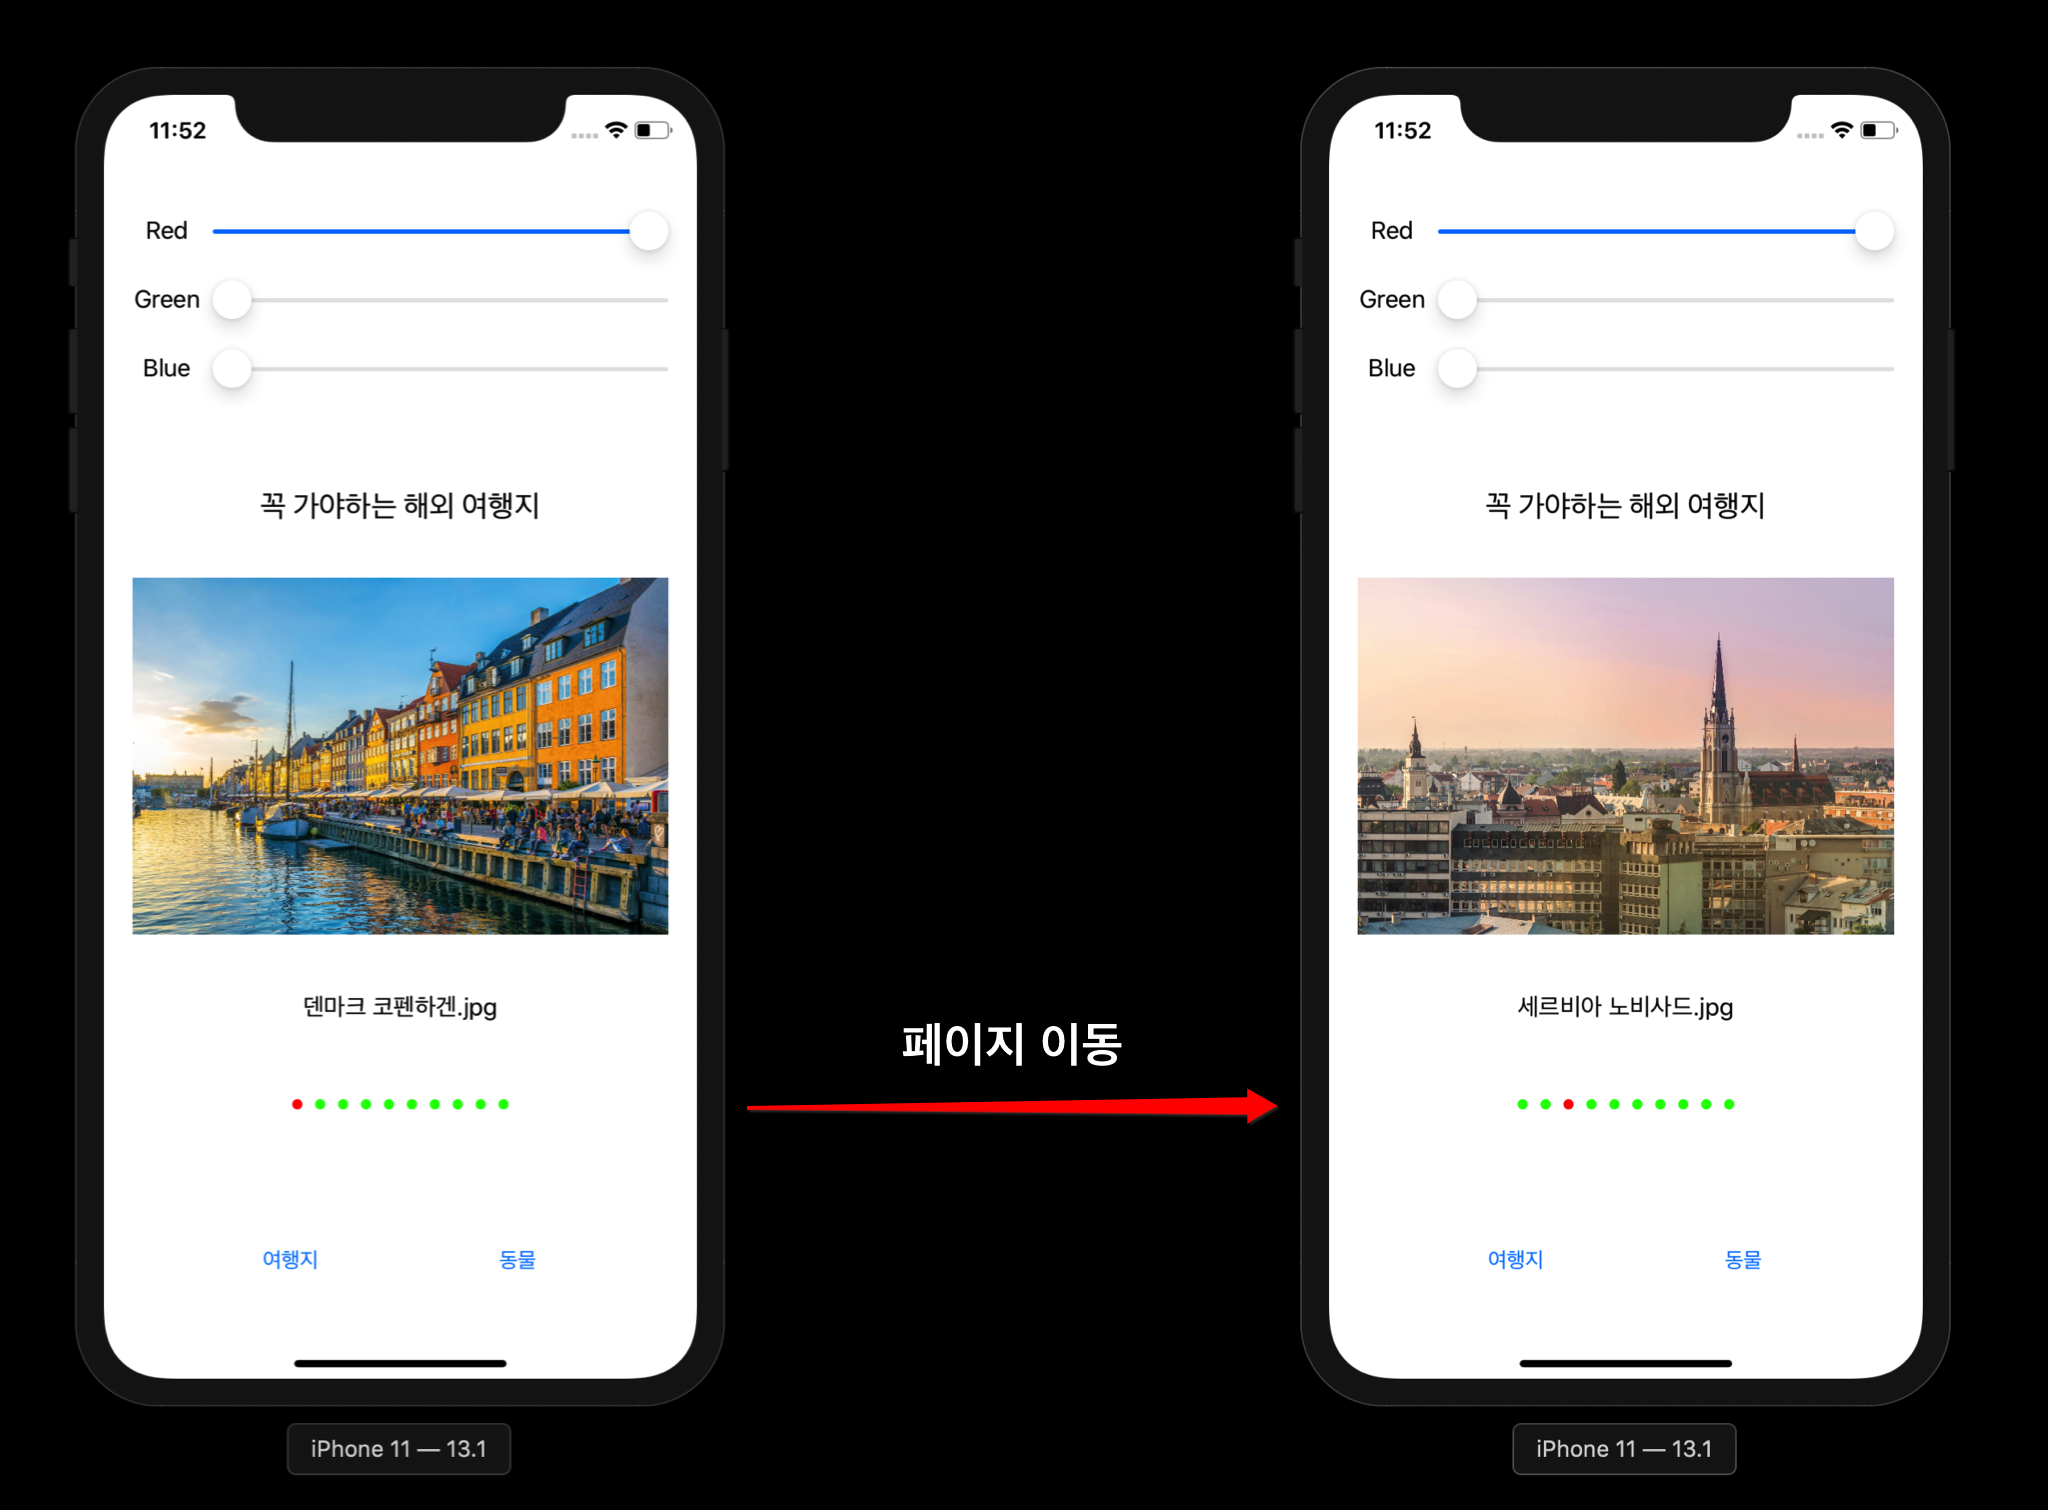 11:52
Red
Green
Blue
꼭 가야하는 해외 여행지
덴마크 코펜하겐.jpg
여행지 동물
iPhone 11 — 13.1
페이지 이동
11:52
Red
Green
Blue
꼭 가야하는 해외 여행지
세르비아 노비사드.jpg
여행지 동물
iPhone 11 — 13.1